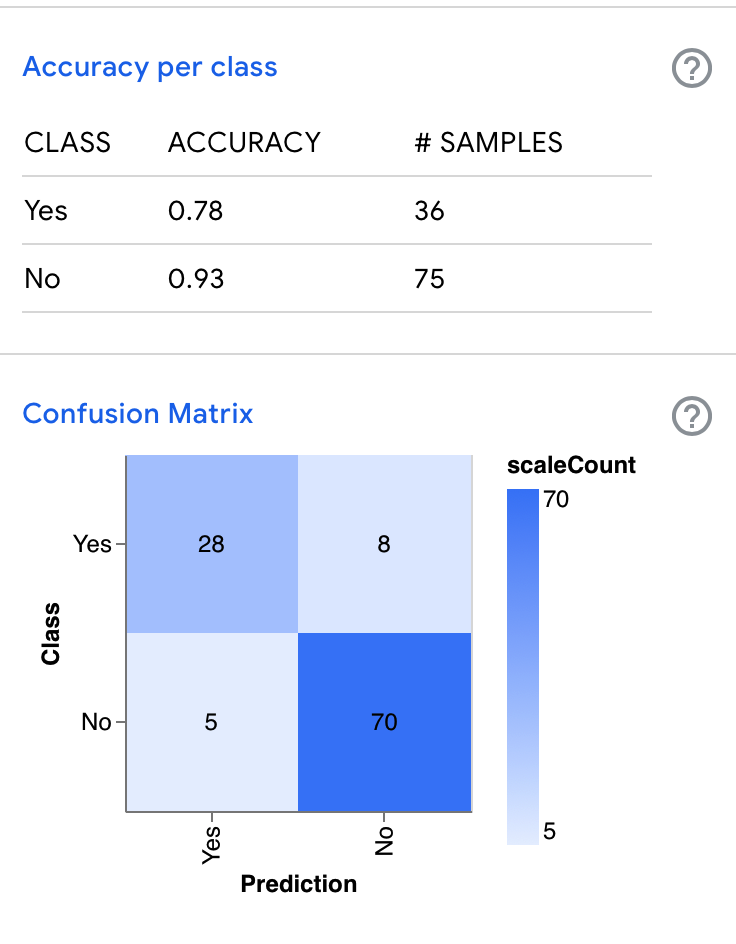 Accuracy per class
?
CLASS ACCURACY # SAMPLES
Yes 0.78 36
No 0.93 75
Confusion Matrix
?
scaleCount
70
Yes 28 8
Class
No 5 70
5
Yes No
Prediction